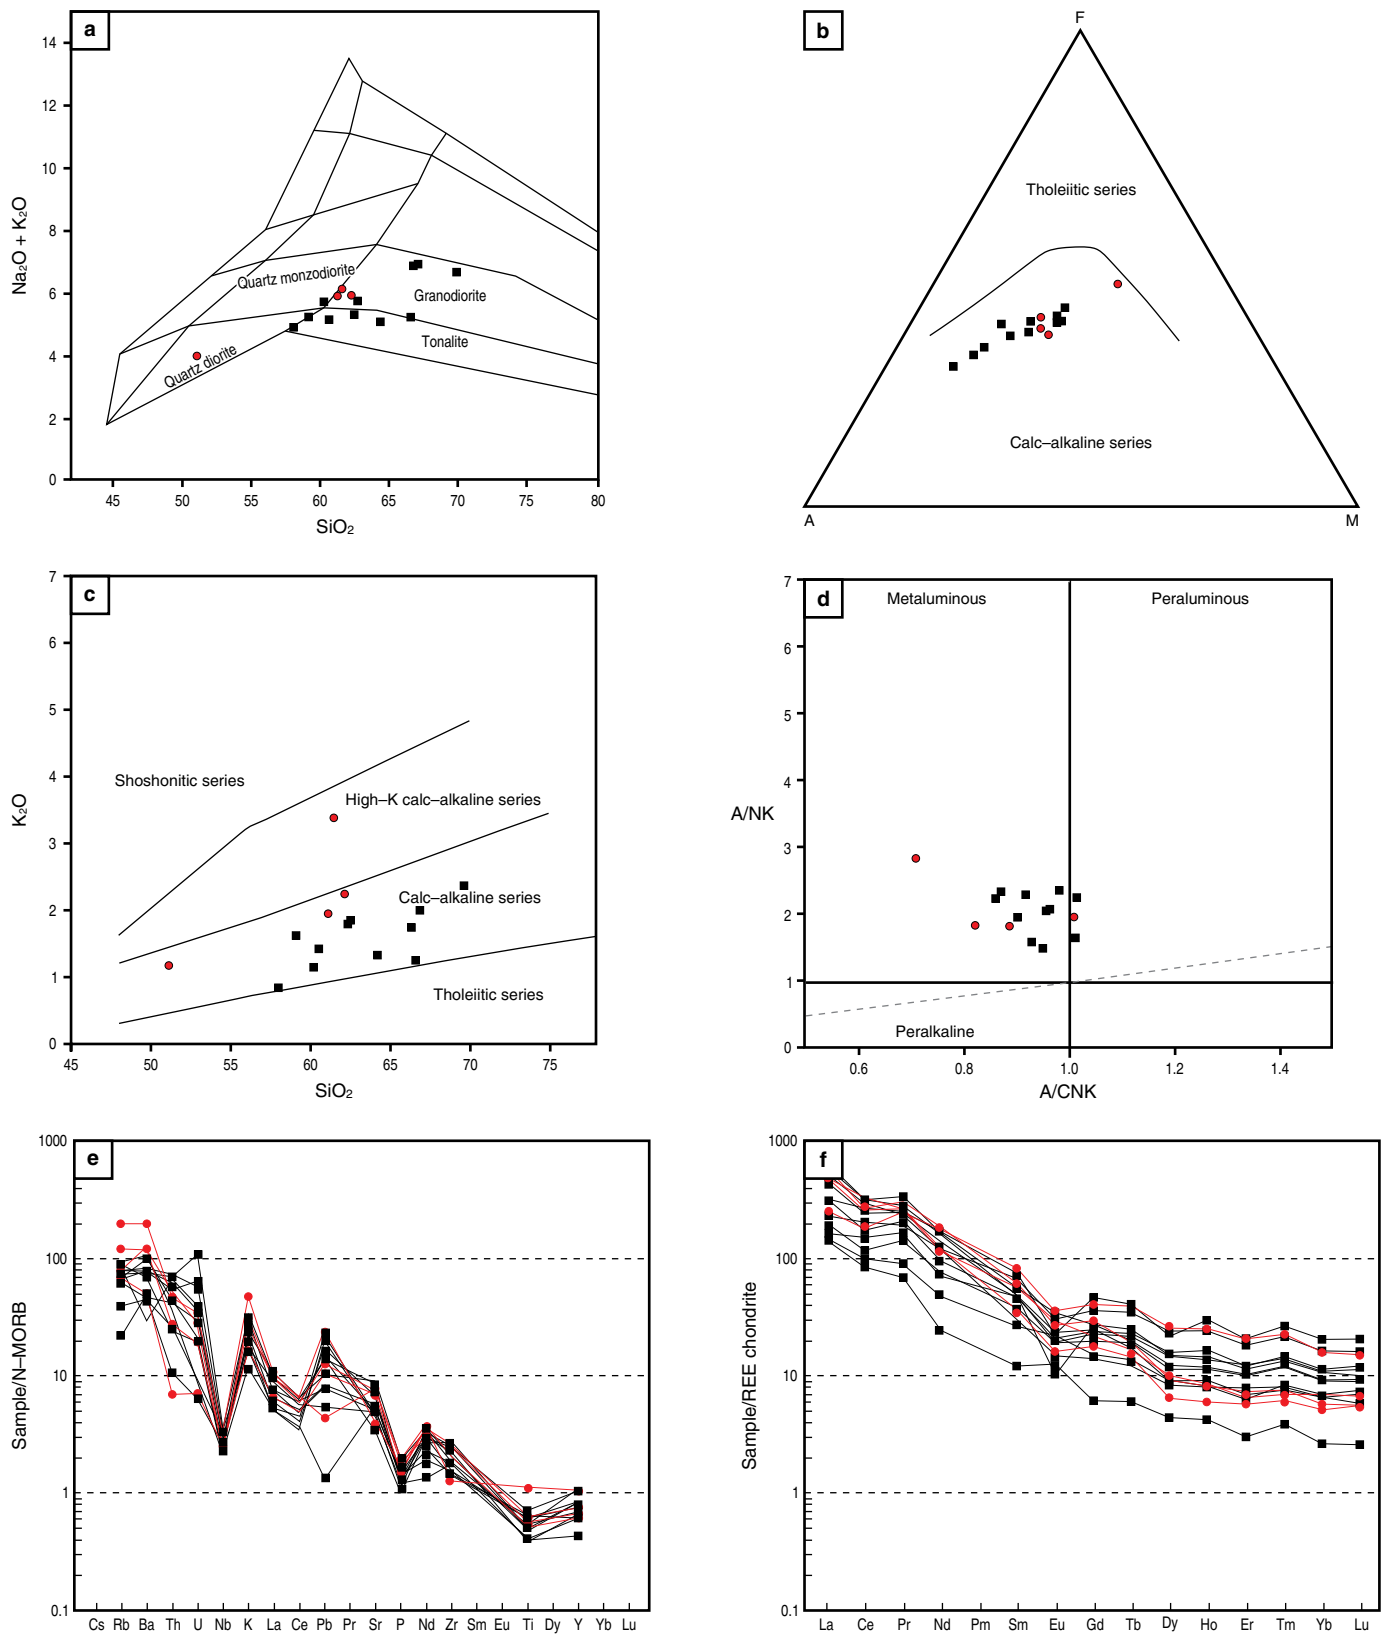 a
14
12
10
8
6
4
2
0
Na₂O + K₂O
Quartz monzodiorite
Granodiorite
Tonalite
Quartz diorite
45 50 55 60 65 70 75 80
SiO₂
b
F
Tholeiitic series
Calc–alkaline series
A M
c
7
6
5
4
3
2
1
0
K₂O
Shoshonitic series
High–K calc–alkaline series
Calc–alkaline series
Tholeiitic series
45 50 55 60 65 70 75
SiO₂
d
7
6
5
4
3
2
1
0
A/NK
Metaluminous Peraluminous
Peralkaline
0.6 0.8 1.0 1.2 1.4
A/CNK
e
1000
100
10
1
0.1
Sample/N–MORB
Cs Rb Ba Th U Nb K La Ce Pb Pr Sr P Nd Zr Sm Eu Ti Dy Y Yb Lu
f
1000
100
10
1
0.1
Sample/REE chondrite
La Ce Pr Nd Pm Sm Eu Gd Tb Dy Ho Er Tm Yb Lu